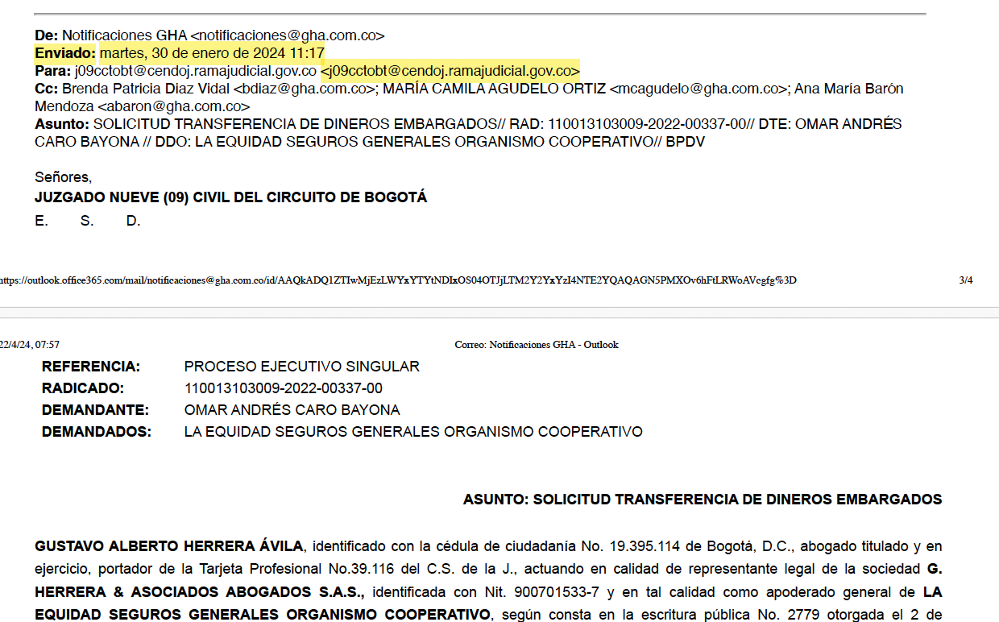 De: Notificaciones GHA <notificaciones@gha.com.co>
Enviado: martes, 30 de enero de 2024 11:17
Para: j09cctobt@cendoj.ramajudicial.gov.co <j09cctobt@cendoj.ramajudicial.gov.co>
Cc: Brenda Patricia Diaz Vidal <bdiaz@gha.com.co>; MARÍA CAMILA AGUDELO ORTIZ <mcagudelo@gha.com.co>; Ana María Barón
Mendoza <abaron@gha.com.co>
Asunto: SOLICITUD TRANSFERENCIA DE DINEROS EMBARGADOS// RAD: 110013103009-2022-00337-00// DTE: OMAR ANDRÉS
CARO BAYONA // DDO: LA EQUIDAD SEGUROS GENERALES ORGANISMO COOPERATIVO// BPDV
Señores,
JUZGADO NUEVE (09) CIVIL DEL CIRCUITO DE BOGOTÁ
E. S. D.
https://outlook.office365.com/mail/notificaciones@gha.com.co/id/AAQkADQ1ZTIwMjEzLWYxYTYtNDIxOS04OTJjLTM2Y2YxYzI4NTE2YQAQAGN5PMXOv6hFtLRWoAVcgfg%3D 3/4
22/4/24, 07:57 Correo: Notificaciones GHA - Outlook
REFERENCIA: PROCESO EJECUTIVO SINGULAR
RADICADO: 110013103009-2022-00337-00
DEMANDANTE: OMAR ANDRÉS CARO BAYONA
DEMANDADOS: LA EQUIDAD SEGUROS GENERALES ORGANISMO COOPERATIVO
ASUNTO: SOLICITUD TRANSFERENCIA DE DINEROS EMBARGADOS
GUSTAVO ALBERTO HERRERA ÁVILA, identificado con la cédula de ciudadanía No. 19.395.114 de Bogotá, D.C., abogado titulado y en
ejercicio, portador de la Tarjeta Profesional No.39.116 del C.S. de la J., actuando en calidad de representante legal de la sociedad G.
HERRERA & ASOCIADOS ABOGADOS S.A.S., identificada con Nit. 900701533-7 y en tal calidad como apoderado general de LA
EQUIDAD SEGUROS GENERALES ORGANISMO COOPERATIVO, según consta en la escritura pública No. 2779 otorgada el 2 de